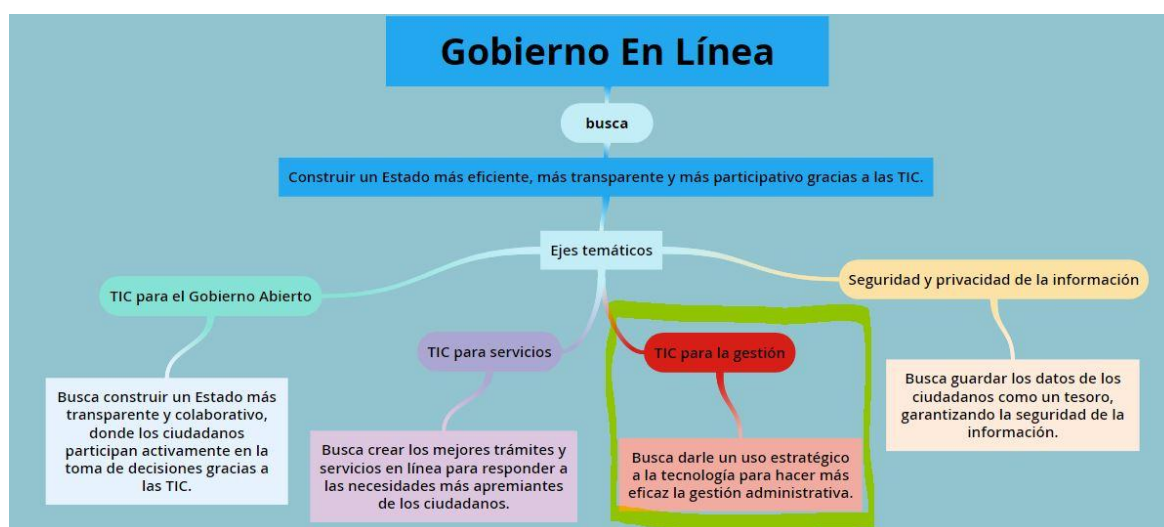 Gobierno En Línea
busca
Construir un Estado más eficiente, más transparente y más participativo gracias a las TIC.
Ejes temáticos
TIC para el Gobierno Abierto
Busca construir un Estado más
transparente y colaborativo,
donde los ciudadanos
participan activamente en la
toma de decisiones gracias a
las TIC.
TIC para servicios
Busca crear los mejores trámites y
servicios en línea para responder a
las necesidades más apremiantes
de los ciudadanos.
TIC para la gestión
Busca darle un uso estratégico
a la tecnología para hacer más
eficaz la gestión administrativa.
Seguridad y privacidad de la información
Busca guardar los datos de los
ciudadanos como un tesoro,
garantizando la seguridad de la
información.